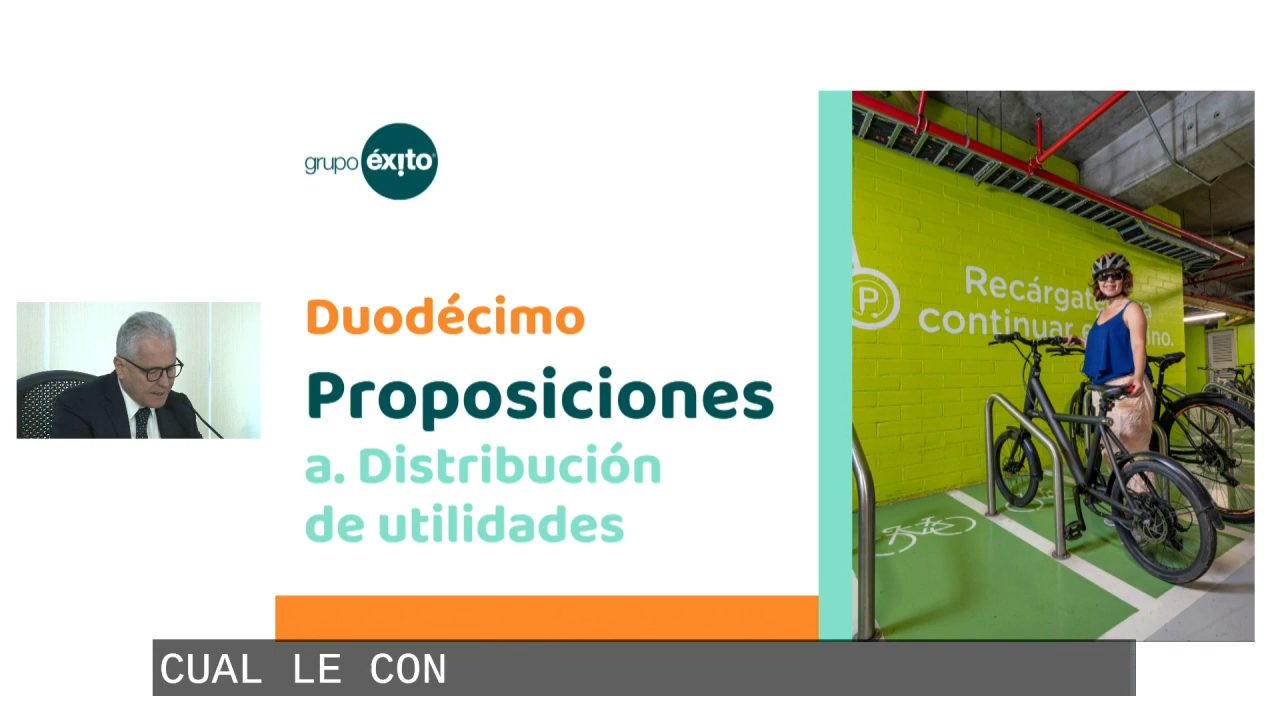 grupo éxito
Duodécimo
Proposiciones
a. Distribución
de utilidades
P
Recárgate
continuar
CUAL LE CON